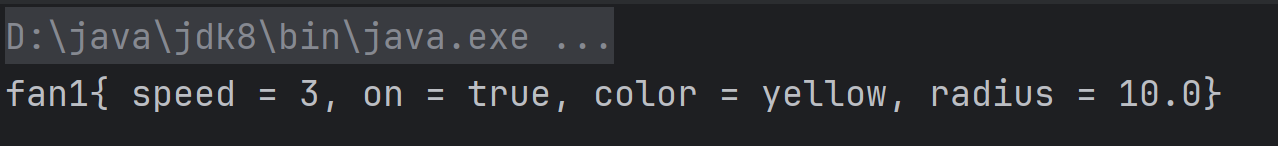 D:\java\jdk8\bin\java.exe ...
fan1{ speed = 3, on = true, color = yellow, radius = 10.0}